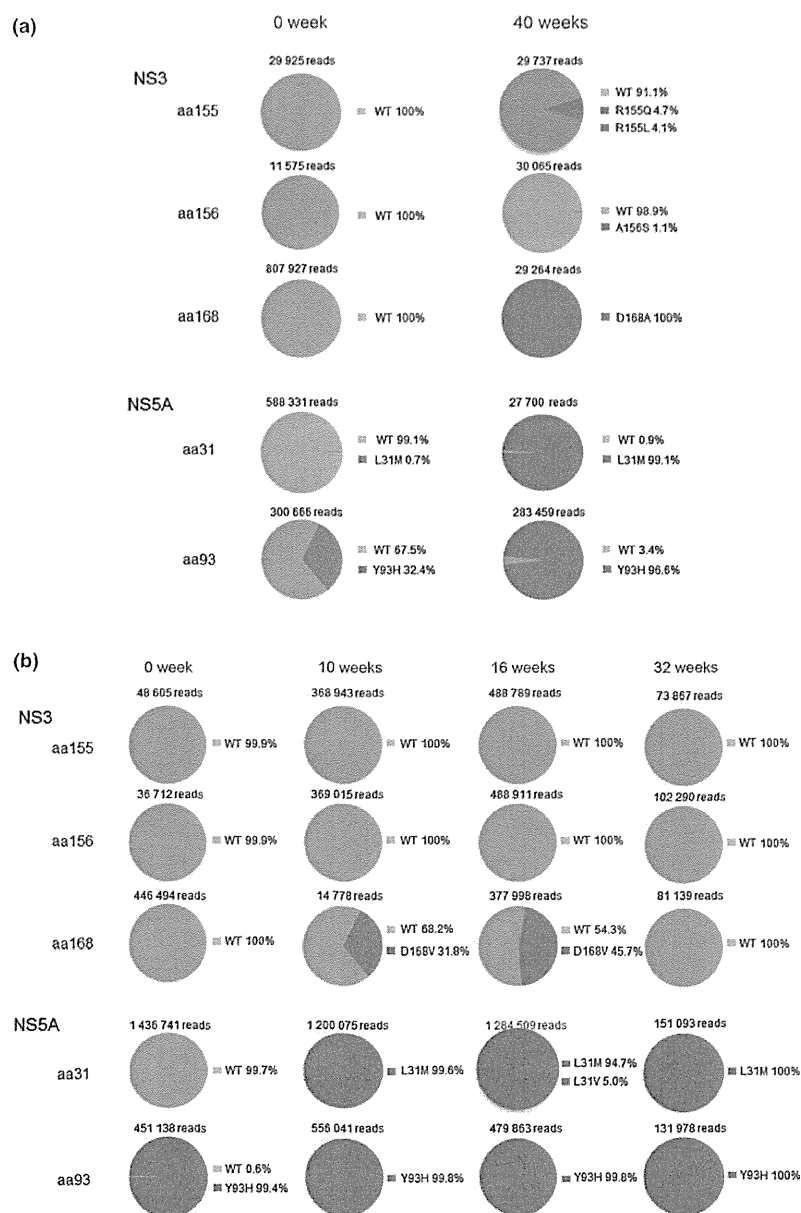 (a)
0 week
40 weeks
NS3
29 925 reads
29 737 reads
aa155
WT 100%
WT 91.1%
R155Q 4.7%
R155L 4.1%
11 575 reads
30 065 reads
aa156
WT 100%
WT 98.9%
A156S 1.1%
807 927 reads
29 264 reads
aa168
WT 100%
D168A 100%
NS5A
588 331 reads
27 700 reads
aa31
WT 99.1%
L31M 0.7%
WT 0.9%
L31M 99.1%
300 666 reads
283 459 reads
aa93
WT 67.5%
Y93H 32.4%
WT 3.4%
Y93H 96.6%
(b)
0 week
10 weeks
16 weeks
32 weeks
NS3
48 605 reads
368 943 reads
488 789 reads
73 867 reads
aa155
WT 99.9%
WT 100%
WT 100%
WT 100%
36 712 reads
369 015 reads
488 911 reads
102 290 reads
aa156
WT 99.9%
WT 100%
WT 100%
WT 100%
446 494 reads
14 778 reads
377 998 reads
81 139 reads
aa168
WT 100%
WT 68.2%
D168V 31.8%
WT 54.3%
D168V 45.7%
WT 100%
NS5A
1 436 741 reads
1 200 075 reads
1 284 509 reads
151 093 reads
aa31
WT 99.7%
L31M 99.6%
L31M 94.7%
L31V 5.0%
L31M 100%
451 138 reads
556 041 reads
479 863 reads
131 978 reads
aa93
WT 0.6%
Y93H 99.4%
Y93H 99.8%
Y93H 99.8%
Y93H 100%